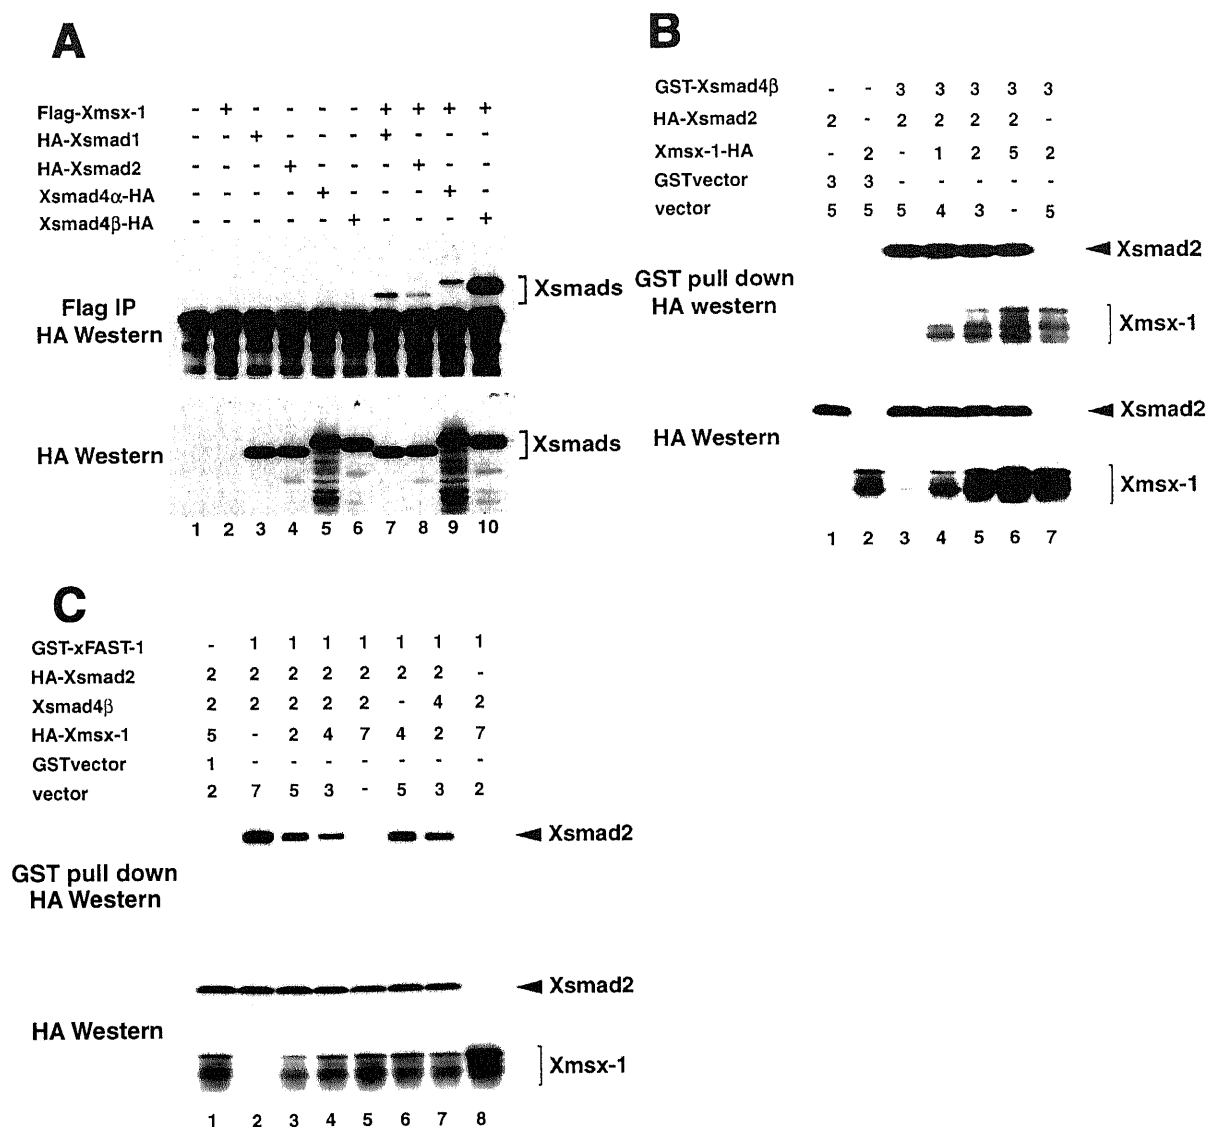 A
Flag-Xmsx-1 - + - - - - + + + +
HA-Xsmad1 - - + - - - + - - -
HA-Xsmad2 - - - + - - - + - -
Xsmad4α-HA - - - - + - - - + -
Xsmad4β-HA - - - - - + - - - +
Flag IP
HA Western
Xsmads
HA Western
Xsmads
1 2 3 4 5 6 7 8 9 10
B
GST-Xsmad4β - - 3 3 3 3 3
HA-Xsmad2 2 - 2 2 2 2 -
Xmsx-1-HA - 2 - 1 2 5 2
GSTvector 3 3 - - - - -
vector 5 5 5 4 3 - 5
GST pull down
HA western
Xsmad2
Xmsx-1
HA Western
Xsmad2
Xmsx-1
1 2 3 4 5 6 7
C
GST-xFAST-1 - 1 1 1 1 1 1 1
HA-Xsmad2 2 2 2 2 2 2 2 -
Xsmad4β 2 2 2 2 2 - 4 2
HA-Xmsx-1 5 - 2 4 7 4 2 7
GSTvector 1 - - - - - - -
vector 2 7 5 3 - 5 3 2
Xsmad2
GST pull down
HA Western
Xsmad2
HA Western
Xmsx-1
1 2 3 4 5 6 7 8